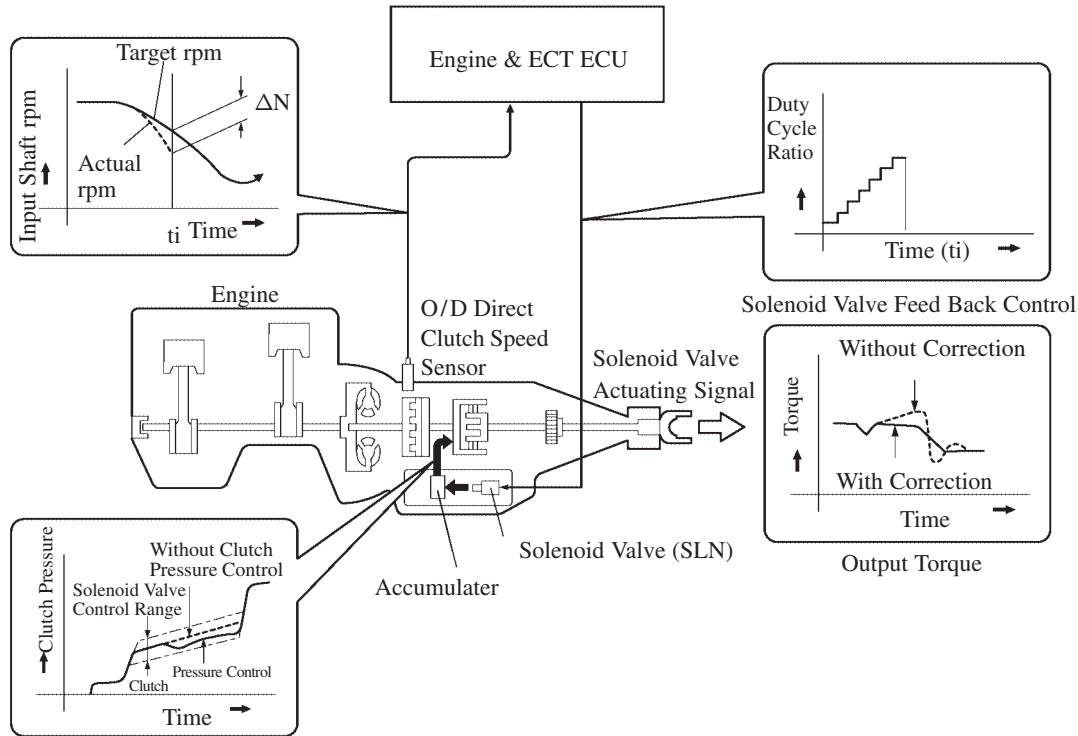 Engine & ECT ECU
Target rpm
ΔN
Actual
rpm
Input Shaft rpm
ti
Time
Duty
Cycle
Ratio
Time (ti)
Solenoid Valve Feed Back Control
Engine
O/D Direct
Clutch Speed
Sensor
Solenoid Valve
Actuating Signal
Without Correction
Torque
With Correction
Time
Output Torque
Solenoid Valve (SLN)
Accumulater
Without Clutch
Pressure Control
Solenoid Valve
Control Range
Clutch Pressure
Pressure Control
Clutch
Time